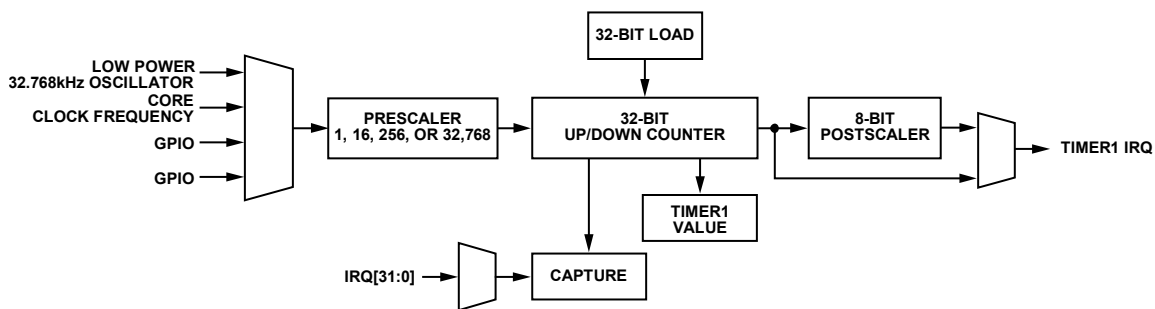 32-BIT LOAD
LOW POWER
32.768kHz OSCILLATOR
CORE
CLOCK FREQUENCY
GPIO
GPIO
PRESCALER
1, 16, 256, OR 32,768
32-BIT
UP/DOWN COUNTER
8-BIT
POSTSCALER
TIMER1 IRQ
TIMER1
VALUE
IRQ[31:0]
CAPTURE